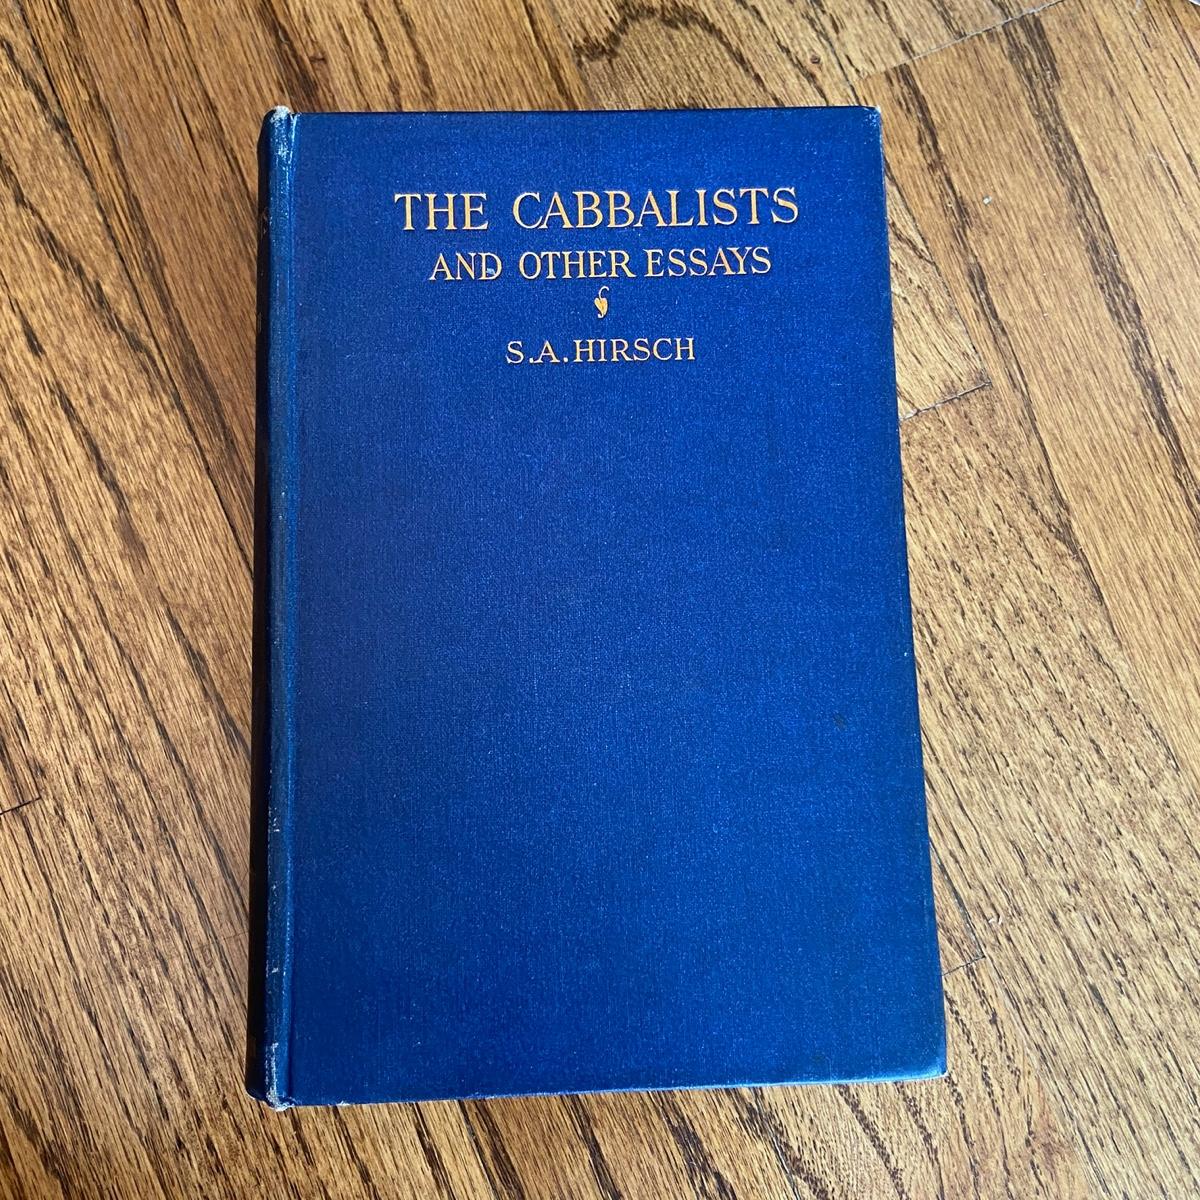 THE CABBALISTS
AND OTHER ESSAYS
S.A.HIRSCH